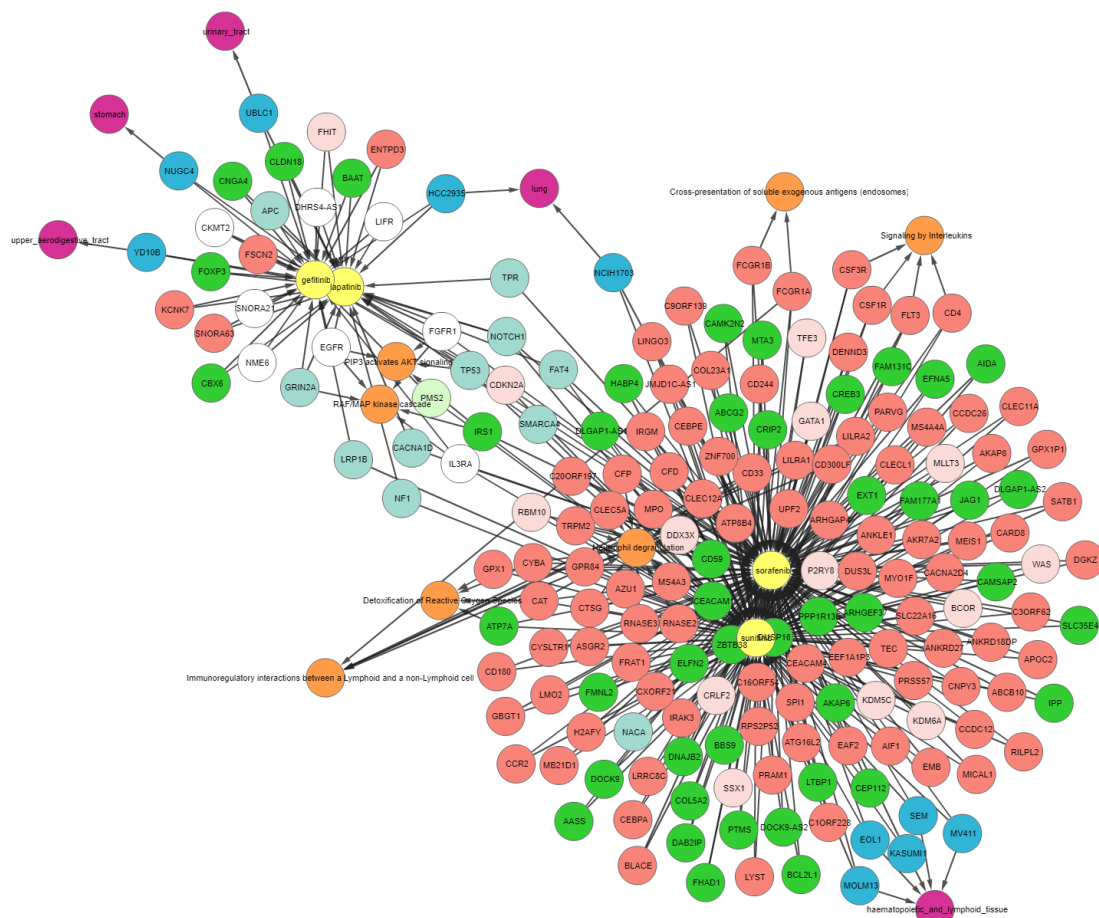 urinary_tract
stomach
UBLC1
FHIT
ENTPD3
NUGC4
CLDN18
CNGA4
BAAT
HCC2935
lung
Cross-presentation of soluble exogenous antigens (endosomes)
APC
DHRS4-AS1
LIFR
CKMT2
upper_aerodigestive_tract
YD10B
FSCN2
Signaling by Interleukins
FOXP3
gefitinib
lapatinib
TPR
NCIH1703
FCGR1B
FCGR1A
CSF3R
KCNK7
SNORA21
C9ORF139
CSF1R
FLT3
CD4
SNORA63
FGFR1
NOTCH1
LINGO3
CAMK2N2
MTA3
TFE3
DENND3
NME6
EGFR
PIP3 activates AKT signaling
TP53
FAT4
HABP4
JMJD1C-AS1
COL23A1
CD244
FAM131C
EFNA5
AIDA
CBX6
GRIN2A
CDKN2A
RAF/MAP kinase cascade
PMS2
ABCG2
CREB3
SMARCA4
DLGAP1-AS1
IRGM
CEBPE
CRIP2
GATA1
PARVG
MS4A4A
CCDC26
CLEC11A
IRS1
LILRA2
CACNA1D
LRP1B
IL3RA
ZNF700
CD33
LILRA1
CD300LF
CLECL1
MLLT3
AKAP8
GPX1P1
C20ORF197
CFP
CFD
NF1
CLEC5A
MPO
CLEC12A
EXT1
FAM177A1
JAG1
DLGAP1-AS2
SATB1
RBM10
TRPM2
ATP8B4
UPF2
ARHGAP4
ANKLE1
AKR7A2
MEIS1
CARD8
DDX3X
Neutrophil degranulation
CD59
GPX1
CYBA
GPR84
sorafenib
P2RY8
DUS3L
MYO1F
CACNA2D4
WAS
DGKZ
Detoxification of Reactive Oxygen Species
CAT
AZU1
MS4A3
CAMSAP2
CTSG
CEACAM1
PPP1R13B
ARHGEF3
SLC22A16
BCOR
C3ORF62
ATP7A
RNASE3
RNASE2
SLC35E4
CYSLTR1
ASGR2
ZBTB38
sunitinib
DUSP16
ANKRD27
ANKRD18DP
CD180
FRAT1
ELFN2
CEACAM4
EEF1A1P3
TEC
APOC2
Immunoregulatory interactions between a Lymphoid and a non-Lymphoid cell
LMO2
FMNL2
CXORF21
CRLF2
C16ORF54
SPI1
AKAP6
KDM5C
PRSS57
CNPY3
ABCB10
IPP
GBGT1
IRAK3
RPS2P52
KDM6A
H2AFY
NACA
ATG16L2
EAF2
AIF1
CCDC12
RILPL2
CCR2
MB21D1
DNAJB2
BBS9
EMB
MICAL1
LRRC8C
PRAM1
LTBP1
CEP112
DOCK9
COL5A2
SSX1
AASS
CEBPA
PTMS
DOCK9-AS2
C1ORF228
SEM
MV411
DAB2IP
EOL1
KASUMI1
BLACE
FHAD1
LYST
BCL2L1
MOLM13
haematopoietic_and_lymphoid_tissue